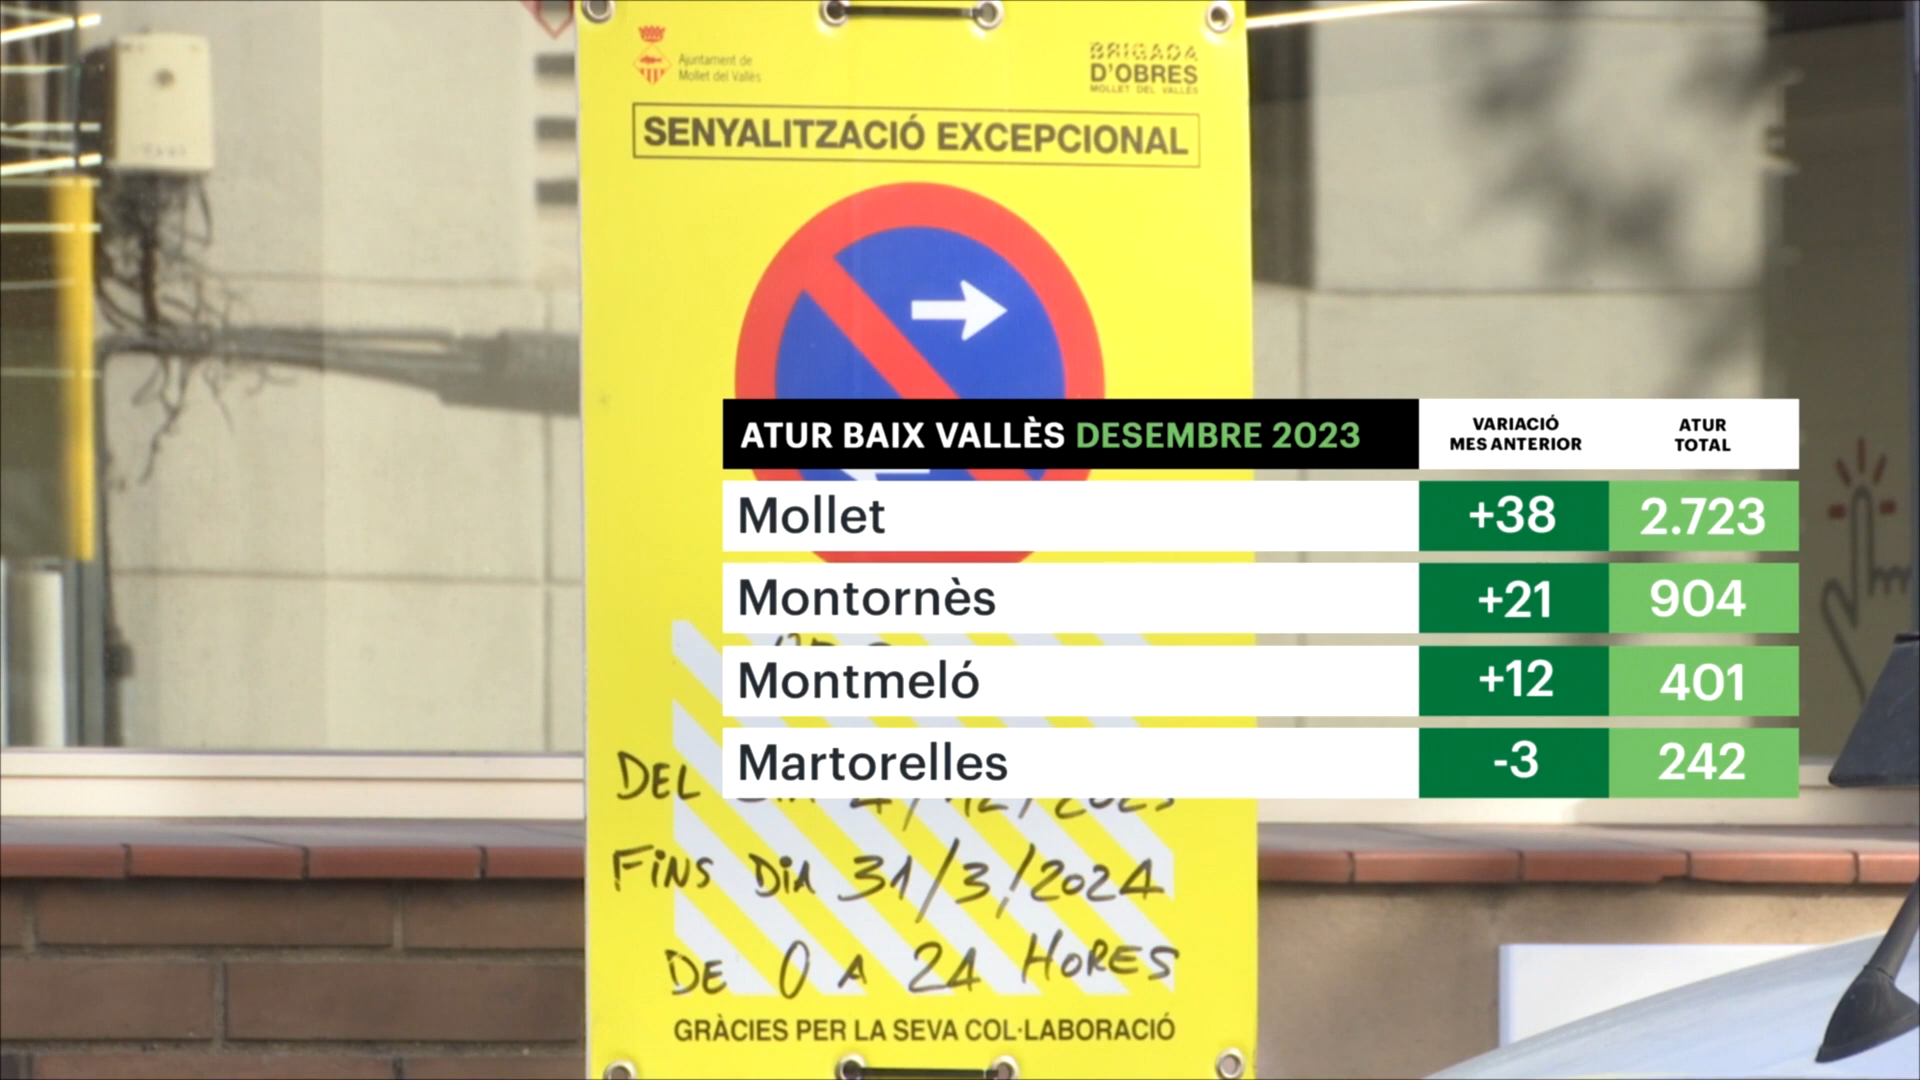 Ajuntament de
Mollet del Vallès
BRIGADA
D'OBRES
MOLLET DEL VALLÈS
SENYALITZACIÓ EXCEPCIONAL
ATUR BAIX VALLÈS DESEMBRE 2023
VARIACIÓ
MES ANTERIOR
ATUR
TOTAL
Mollet +38 2.723
Montornès +21 904
Montmeló +12 401
Martorelles -3 242
DEL
FINS DIA 31/3/2024
DE 0 A 24 HORES
GRÀCIES PER LA SEVA COL·LABORACIÓ